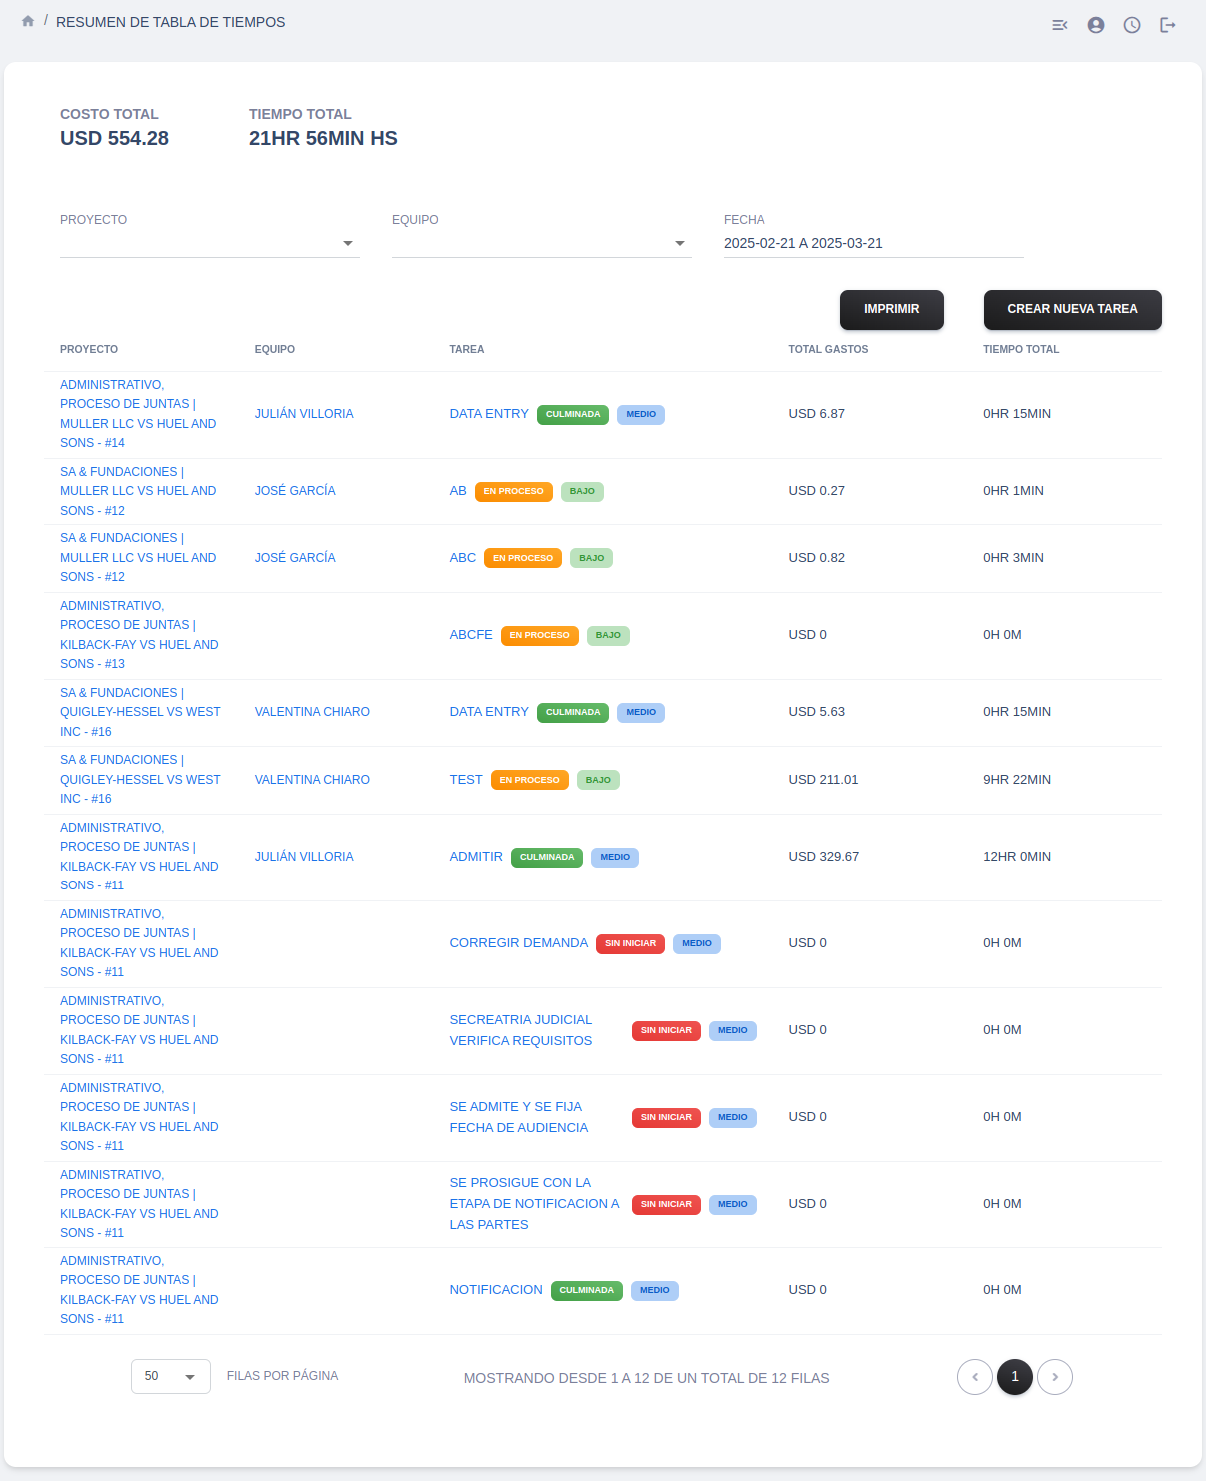 / RESUMEN DE TABLA DE TIEMPOS
COSTO TOTAL
USD 554.28
TIEMPO TOTAL
21HR 56MIN HS
PROYECTO
EQUIPO
FECHA
2025-02-21 A 2025-03-21
IMPRIMIR
CREAR NUEVA TAREA
PROYECTO EQUIPO TAREA TOTAL GASTOS TIEMPO TOTAL
ADMINISTRATIVO,
PROCESO DE JUNTAS |
MULLER LLC VS HUEL AND
SONS - #14
JULIÁN VILLORIA
DATA ENTRY CULMINADA MEDIO
USD 6.87
0HR 15MIN
SA & FUNDACIONES |
MULLER LLC VS HUEL AND
SONS - #12
JOSÉ GARCÍA
AB EN PROCESO BAJO
USD 0.27
0HR 1MIN
SA & FUNDACIONES |
MULLER LLC VS HUEL AND
SONS - #12
JOSÉ GARCÍA
ABC EN PROCESO BAJO
USD 0.82
0HR 3MIN
ADMINISTRATIVO,
PROCESO DE JUNTAS |
KILBACK-FAY VS HUEL AND
SONS - #13
ABCFE EN PROCESO BAJO
USD 0
0H 0M
SA & FUNDACIONES |
QUIGLEY-HESSEL VS WEST
INC - #16
VALENTINA CHIARO
DATA ENTRY CULMINADA MEDIO
USD 5.63
0HR 15MIN
SA & FUNDACIONES |
QUIGLEY-HESSEL VS WEST
INC - #16
VALENTINA CHIARO
TEST EN PROCESO BAJO
USD 211.01
9HR 22MIN
ADMINISTRATIVO,
PROCESO DE JUNTAS |
KILBACK-FAY VS HUEL AND
SONS - #11
JULIÁN VILLORIA
ADMITIR CULMINADA MEDIO
USD 329.67
12HR 0MIN
ADMINISTRATIVO,
PROCESO DE JUNTAS |
KILBACK-FAY VS HUEL AND
SONS - #11
CORREGIR DEMANDA SIN INICIAR MEDIO
USD 0
0H 0M
ADMINISTRATIVO,
PROCESO DE JUNTAS |
KILBACK-FAY VS HUEL AND
SONS - #11
SECREATRIA JUDICIAL
VERIFICA REQUISITOS
SIN INICIAR MEDIO
USD 0
0H 0M
ADMINISTRATIVO,
PROCESO DE JUNTAS |
KILBACK-FAY VS HUEL AND
SONS - #11
SE ADMITE Y SE FIJA
FECHA DE AUDIENCIA
SIN INICIAR MEDIO
USD 0
0H 0M
ADMINISTRATIVO,
PROCESO DE JUNTAS |
KILBACK-FAY VS HUEL AND
SONS - #11
SE PROSIGUE CON LA
ETAPA DE NOTIFICACION A
LAS PARTES
SIN INICIAR MEDIO
USD 0
0H 0M
ADMINISTRATIVO,
PROCESO DE JUNTAS |
KILBACK-FAY VS HUEL AND
SONS - #11
NOTIFICACION CULMINADA MEDIO
USD 0
0H 0M
50 FILAS POR PÁGINA
MOSTRANDO DESDE 1 A 12 DE UN TOTAL DE 12 FILAS
1